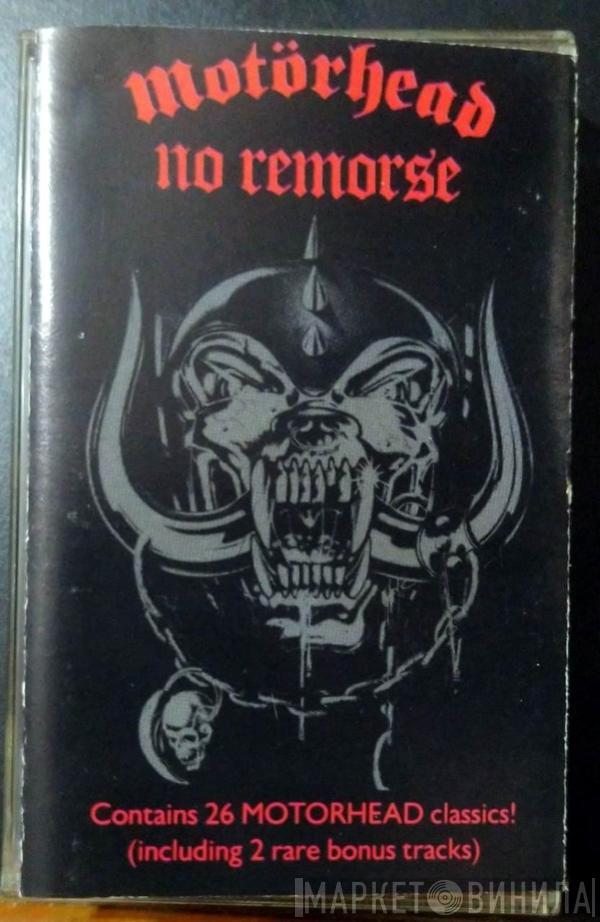 motörhead
no remorse
Contains 26 MOTORHEAD classics!
(including 2 rare bonus tracks)
МАРКЕТ ВИНИЛА